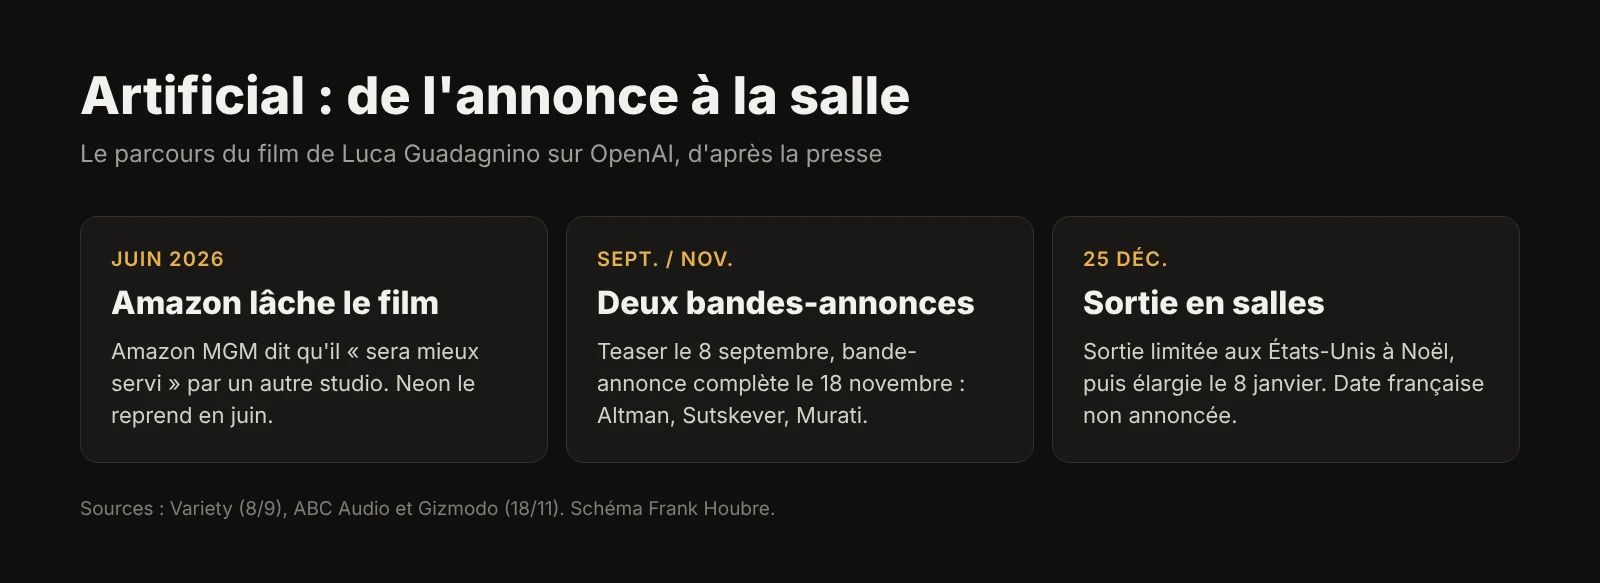 Artificial : de l'annonce à la salle
Le parcours du film de Luca Guadagnino sur OpenAI, d'après la presse
JUIN 2026
Amazon lâche le film
Amazon MGM dit qu'il « sera mieux
servi » par un autre studio. Neon le
reprend en juin.
SEPT. / NOV.
Deux bandes-annonces
Teaser le 8 septembre, bande-
annonce complète le 18 novembre :
Altman, Sutskever, Murati.
25 DÉC.
Sortie en salles
Sortie limitée aux États-Unis à Noël,
puis élargie le 8 janvier. Date française
non annoncée.
Sources : Variety (8/9), ABC Audio et Gizmodo (18/11). Schéma Frank Houbre.